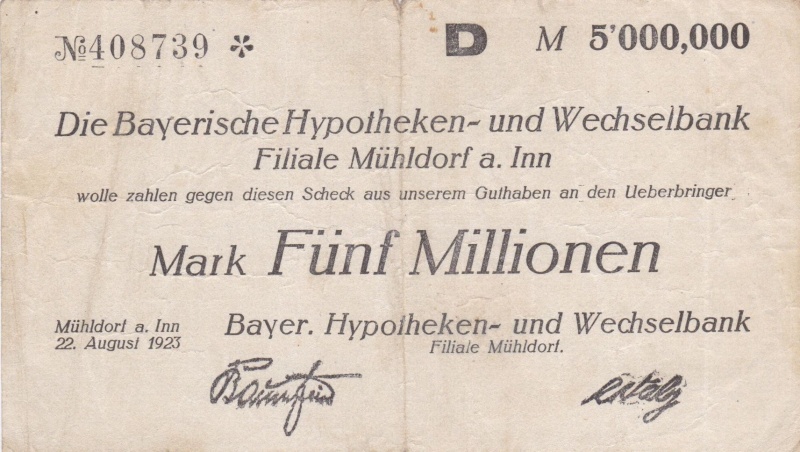 №408739 * D M 5'000,000
Die Bayerische Hypotheken- und Wechselbank
Filiale Mühldorf a. Inn
wolle zahlen gegen diesen Scheck aus unserem Guthaben an den Ueberbringer
Mark Fünf Millionen
Mühldorf a. Inn
22. August 1923
Bayer. Hypotheken- und Wechselbank
Filiale Mühldorf.